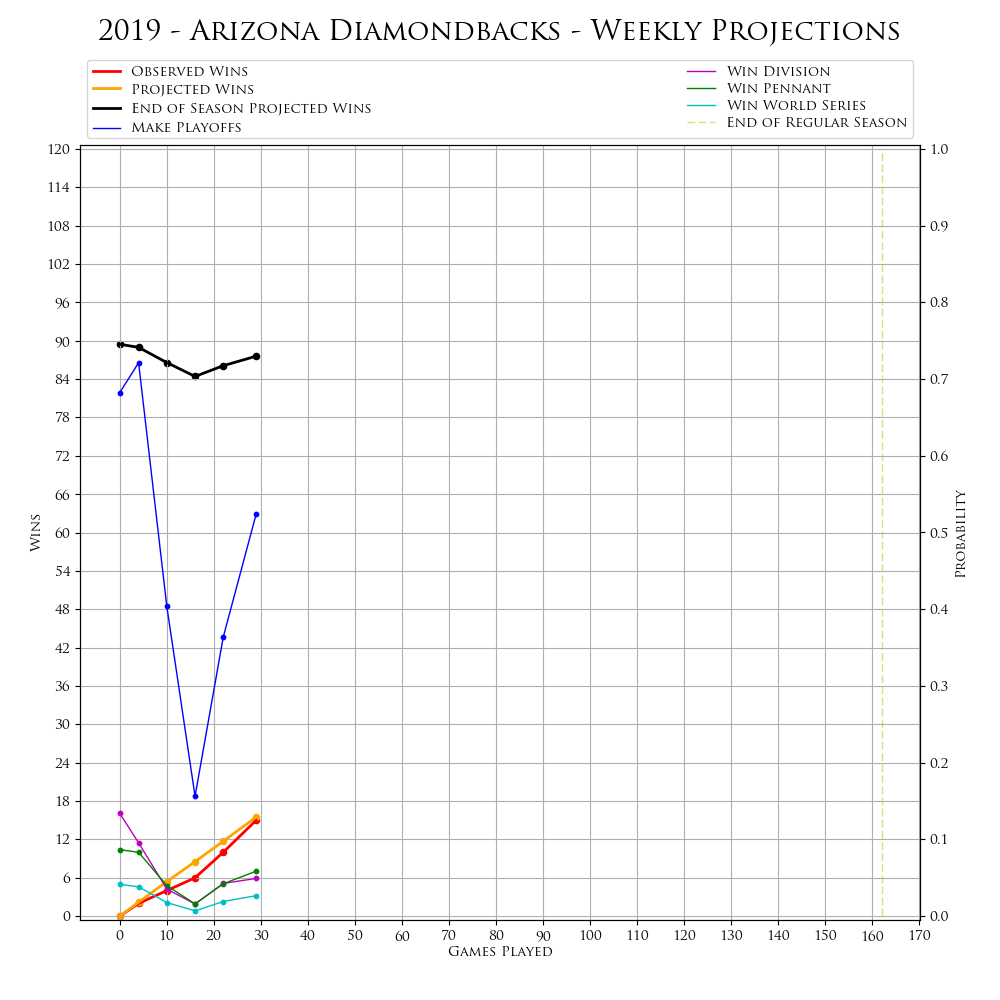 2019 - Arizona Diamondbacks - Weekly Projections
Observed Wins
Projected Wins
End of Season Projected Wins
Make Playoffs
Win Division
Win Pennant
Win World Series
End of Regular Season
120
114
108
102
96
90
84
78
72
66
60
54
48
42
36
30
24
18
12
6
0
Wins
1.0
0.9
0.8
0.7
0.6
0.5
0.4
0.3
0.2
0.1
0.0
Probability
0 10 20 30 40 50 60 70 80 90 100 110 120 130 140 150 160 170
Games Played